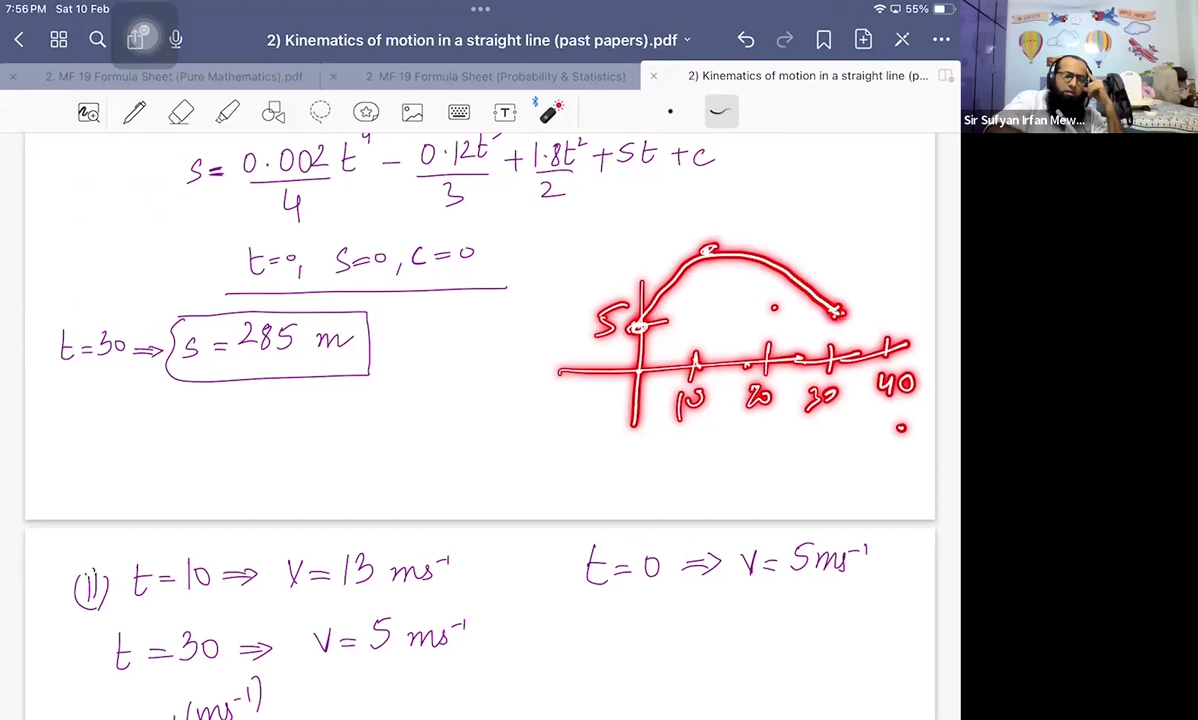 7:56 PM Sat 10 Feb
55%
2) Kinematics of motion in a straight line (past papers).pdf
2. MF 19 Formula Sheet (Pure Mathematics).pdf
2. MF 19 Formula Sheet (Probability & Statistics)
2) Kinematics of motion in a straight line (p...
Sir Sufyan Irfan Mew...
s = 0.002/4 t⁴ - 0.12t/3 + 1.8t²/2 + 5t + c
t=0, s=0, c=0
t=30 ⇒ s = 285 m
5
10 20 30 40
(ii) t=10 ⇒ v = 13 ms⁻¹
t=0 ⇒ v = 5 ms⁻¹
t=30 ⇒ v = 5 ms⁻¹
(ms⁻¹)